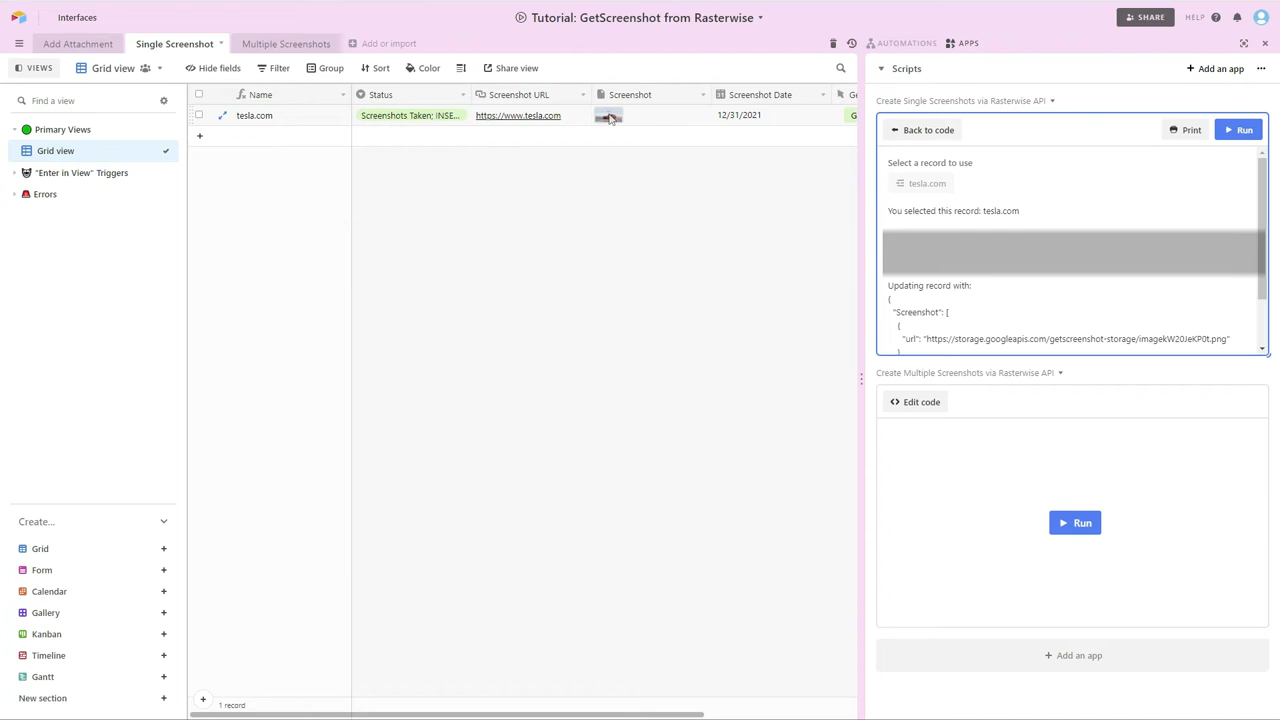 Interfaces
Tutorial: GetScreenshot from Rasterwise
SHARE
HELP
Add Attachment
Single Screenshot
Multiple Screenshots
Add or import
AUTOMATIONS
APPS
VIEWS
Grid view
Hide fields
Filter
Group
Sort
Color
Share view
Scripts
Add an app
Find a view
Primary Views
Grid view
"Enter in View" Triggers
Errors
Name
Status
Screenshot URL
Screenshot
Screenshot Date
Ge
tesla.com
Screenshots Taken; INSE...
https://www.tesla.com
12/31/2021
G
Create Single Screenshots via Rasterwise API
Back to code
Print
Run
Select a record to use
tesla.com
You selected this record: tesla.com
Updating record with:
{
"Screenshot": [
{
"url": "https://storage.googleapis.com/getscreenshot-storage/imagekW20JeKP0t.png"
}
Create Multiple Screenshots via Rasterwise API
Edit code
Run
Add an app
Create...
Grid
Form
Calendar
Gallery
Kanban
Timeline
Gantt
New section
1 record